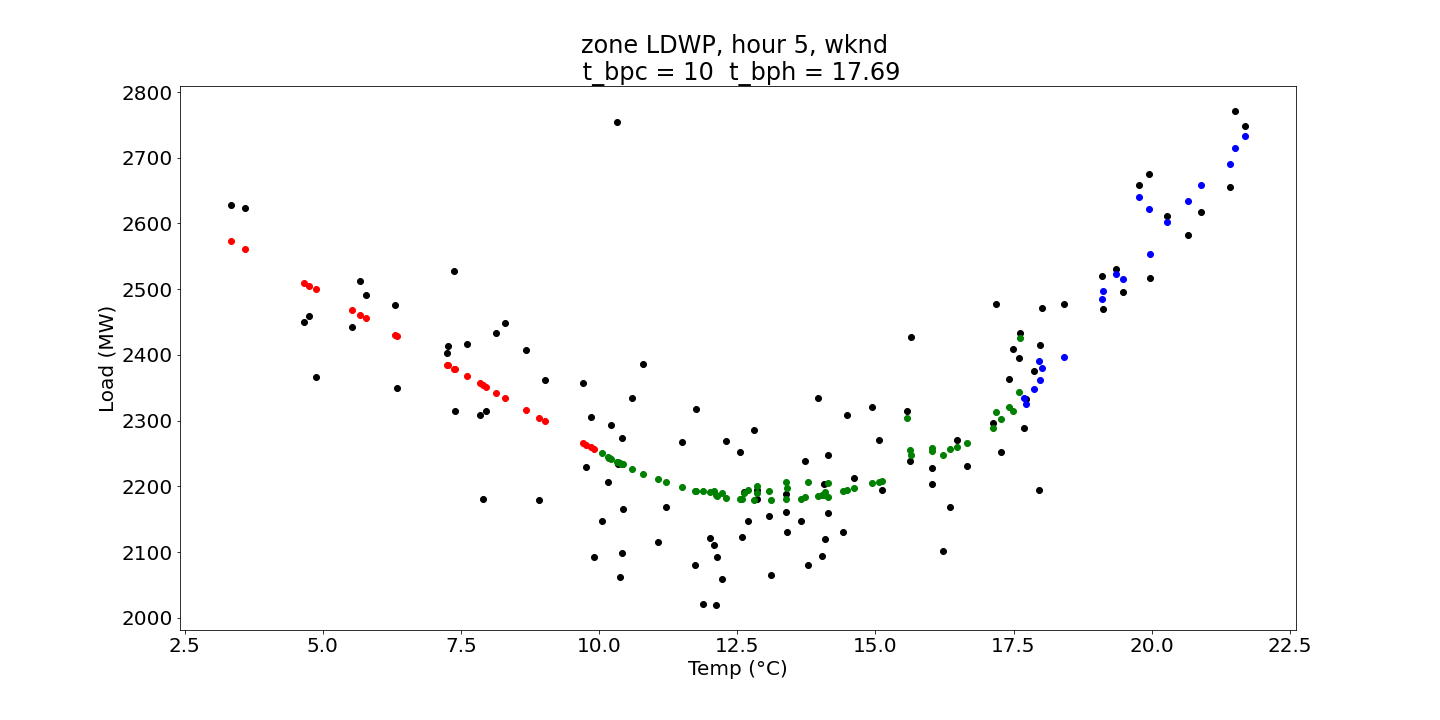 zone LDWP, hour 5, wknd
t_bpc = 10  t_bph = 17.69
2800
2700
2600
2500
2400
2300
2200
2100
2000
Load (MW)
2.5 5.0 7.5 10.0 12.5 15.0 17.5 20.0 22.5
Temp (°C)